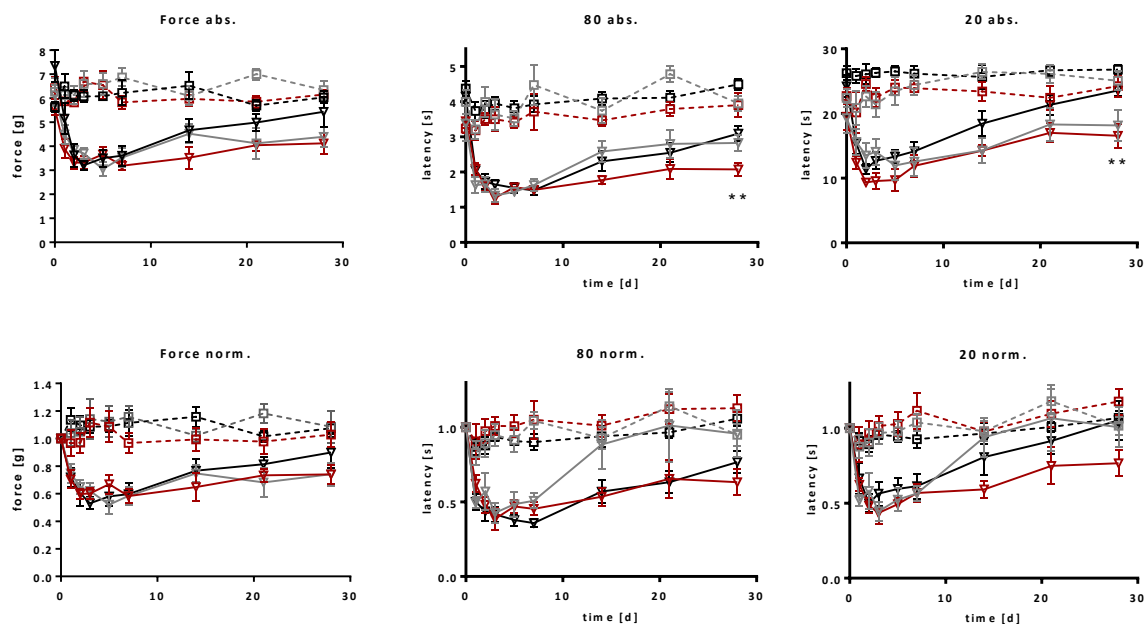 Force abs.
force [g]
8
7
6
5
4
3
2
1
0
0 10 20 30
80 abs.
latency [s]
5
4
3
2
1
0
**
0 10 20 30
time [d]
20 abs.
latency [s]
30
20
10
0
**
0 10 20 30
time [d]
Force norm.
force [g]
1.4
1.2
1.0
0.8
0.6
0.4
0.2
0.0
0 10 20 30
80 norm.
latency [s]
1.0
0.5
0.0
0 10 20 30
time [d]
20 norm.
latency [s]
1.0
0.5
0.0
0 10 20 30
time [d]